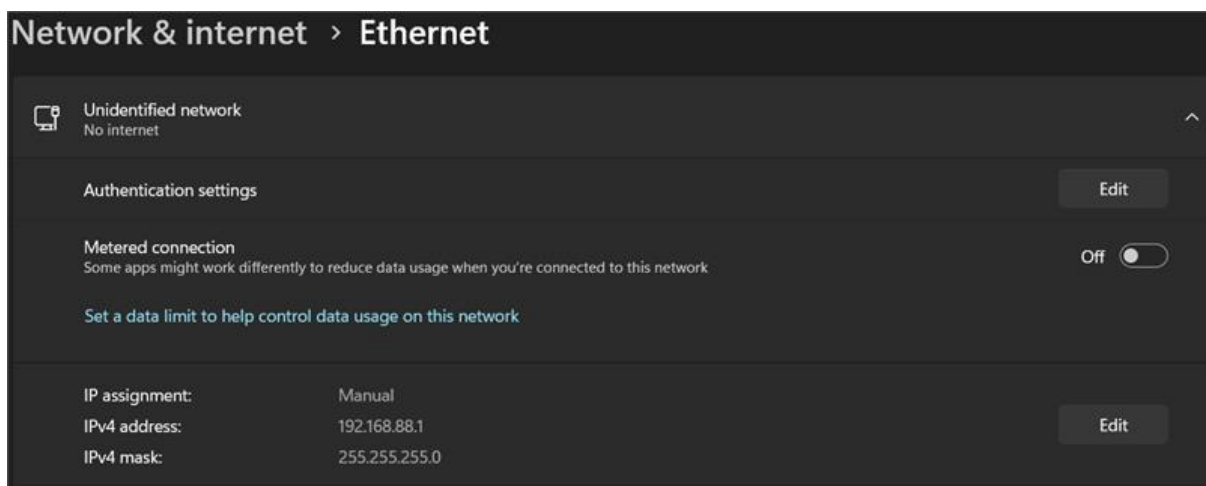 Network & internet > Ethernet
Unidentified network
No internet
Authentication settings
Edit
Metered connection
Some apps might work differently to reduce data usage when you're connected to this network
Off
Set a data limit to help control data usage on this network
IP assignment: Manual
IPv4 address: 192.168.88.1
Edit
IPv4 mask: 255.255.255.0